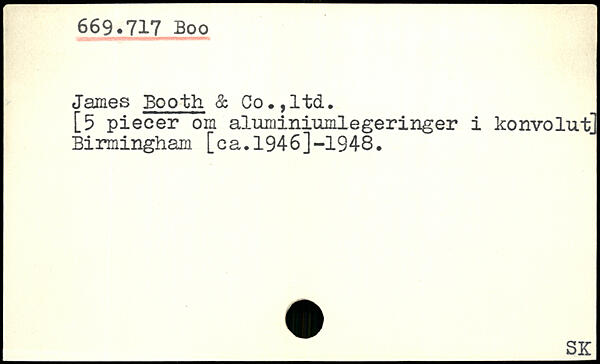 669.717 Boo
James Booth & Co.,ltd.
[5 piecer om aluminiumlegeringer i konvolut]
Birmingham [ca.1946]-1948.
SK